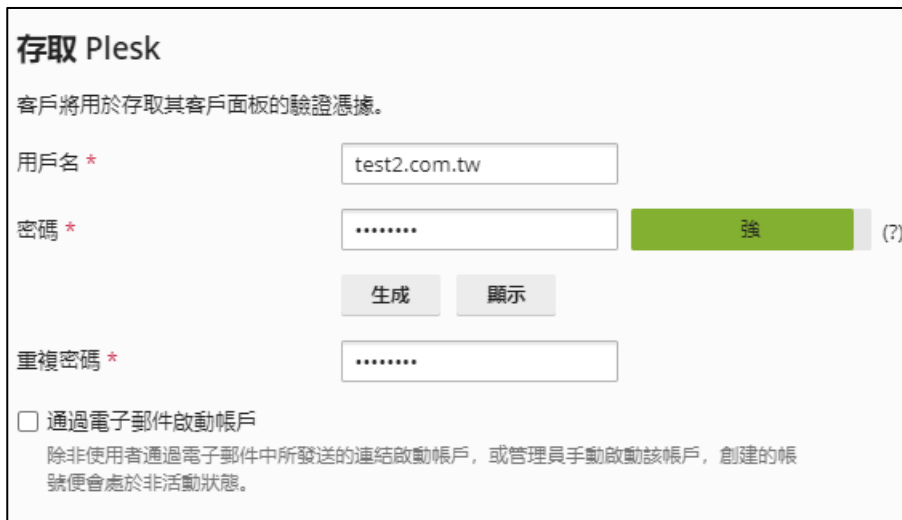 存取 Plesk
客戶將用於存取其客戶面板的驗證憑據。
用戶名 *
test2.com.tw
密碼 *
••••••••
強
(?)
生成
顯示
重複密碼 *
••••••••
通過電子郵件啟動帳戶
除非使用者通過電子郵件中所發送的連結啟動帳戶，或管理員手動啟動該帳戶，創建的帳
號便會處於非活動狀態。